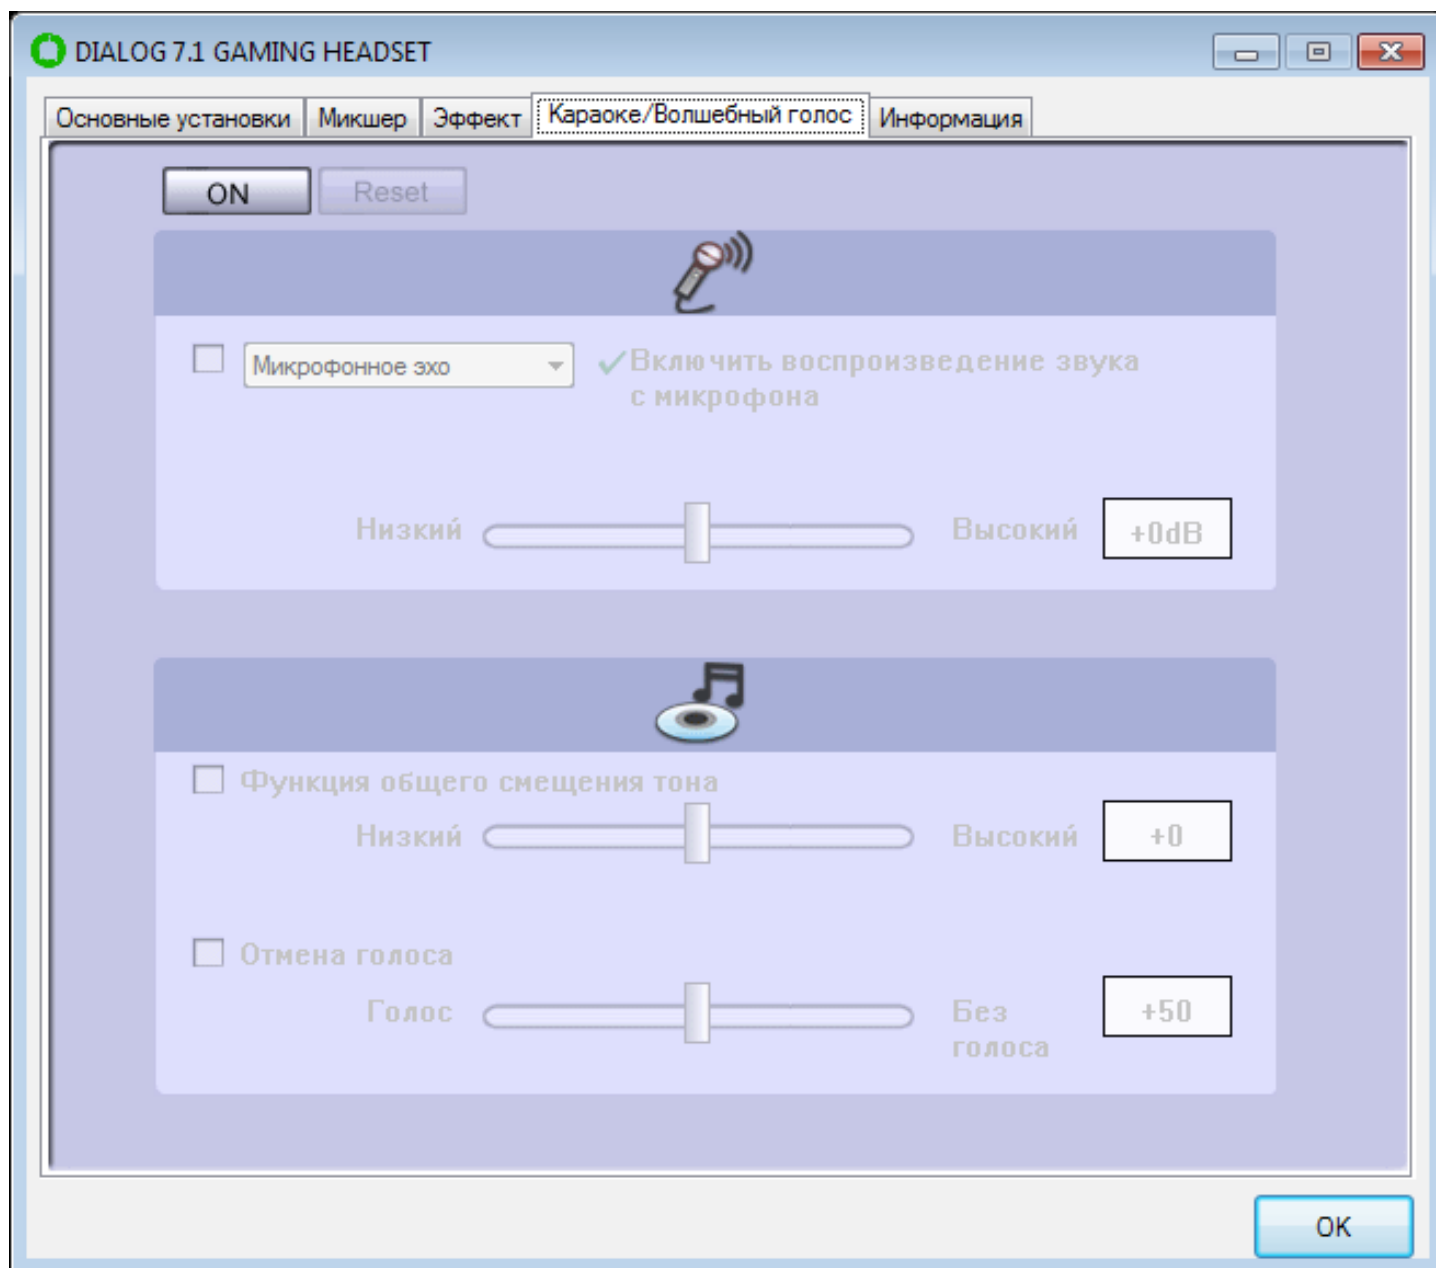 DIALOG 7.1 GAMING HEADSET
Основные установки Микшер Эффект Караоке/Волшебный голос Информация
ON Reset
Микрофонное эхо Включить воспроизведение звука
с микрофона
Низкий Высокий +0dB
Функция общего смещения тона
Низкий Высокий +0
Отмена голоса
Голос Без +50
голоса
OK